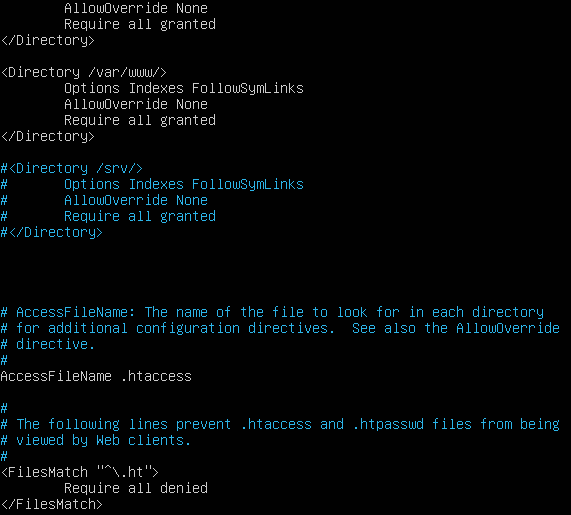 AllowOverride None
        Require all granted
</Directory>

<Directory /var/www/>
        Options Indexes FollowSymLinks
        AllowOverride None
        Require all granted
</Directory>

#<Directory /srv/>
#       Options Indexes FollowSymLinks
#       AllowOverride None
#       Require all granted
#</Directory>

# AccessFileName: The name of the file to look for in each directory
# for additional configuration directives.  See also the AllowOverride
# directive.
#
AccessFileName .htaccess

#
# The following lines prevent .htaccess and .htpasswd files from being
# viewed by Web clients.
#
<FilesMatch "^\.ht">
        Require all denied
</FilesMatch>